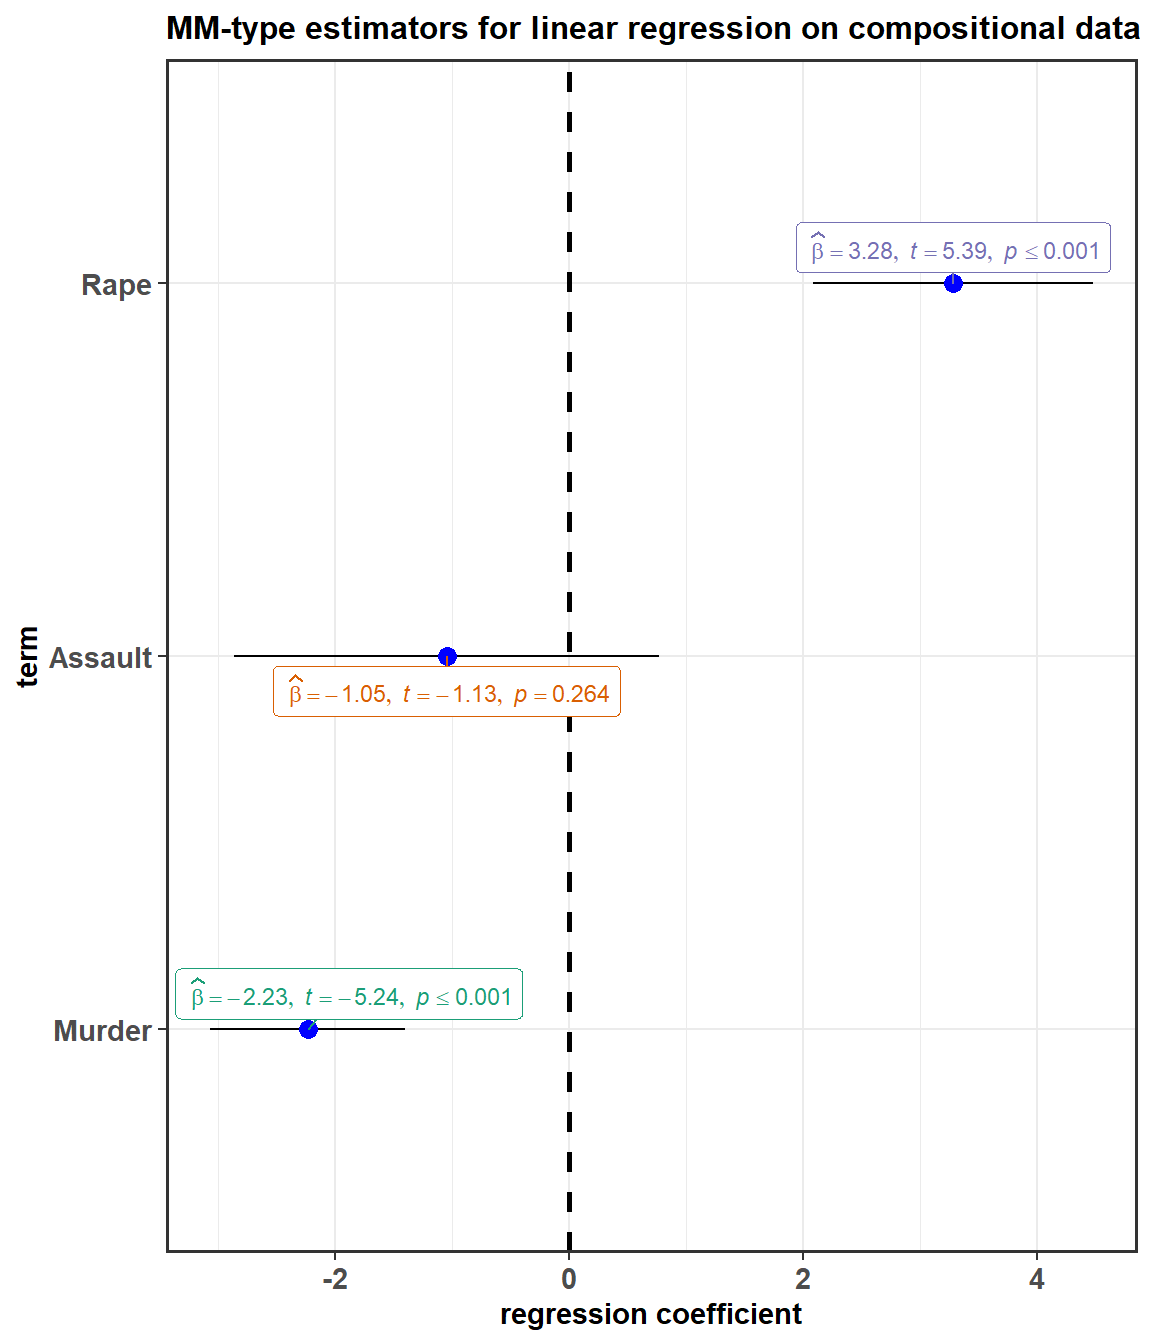 MM-type estimators for linear regression on compositional data
β̂ = 3.28, t = 5.39, p ≤ 0.001
Rape
term
Assault
β̂ = −1.05, t = −1.13, p = 0.264
β̂ = −2.23, t = −5.24, p ≤ 0.001
Murder
-2 0 2 4
regression coefficient